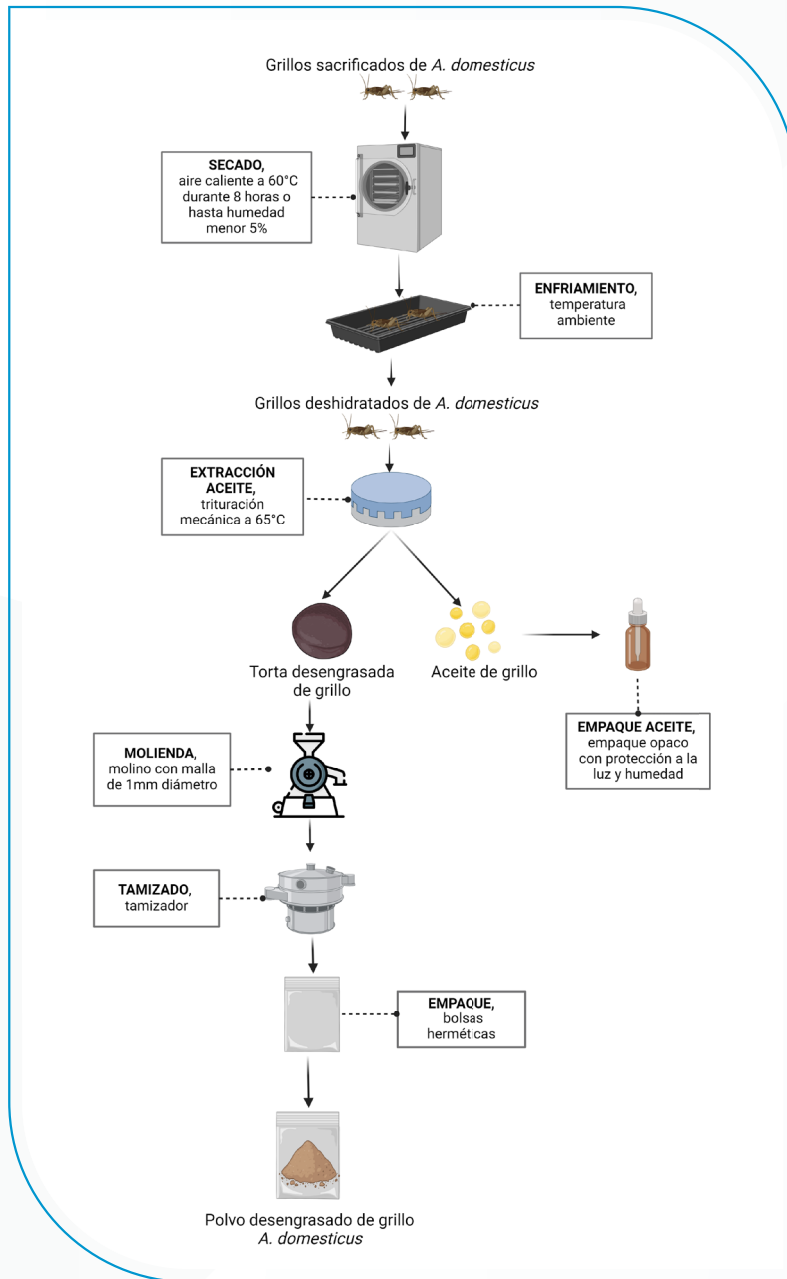 Grillos sacrificados de A. domesticus
SECADO,
aire caliente a 60°C
durante 8 horas o
hasta humedad
menor 5%
ENFRIAMIENTO,
temperatura
ambiente
Grillos deshidratados de A. domesticus
EXTRACCIÓN
ACEITE,
trituración
mecánica a 65°C
Torta desengrasada
de grillo
Aceite de grillo
EMPAQUE ACEITE,
empaque opaco
con protección a la
luz y humedad
MOLIENDA,
molino con malla
de 1mm diámetro
TAMIZADO,
tamizador
EMPAQUE,
bolsas
herméticas
Polvo desengrasado de grillo
A. domesticus